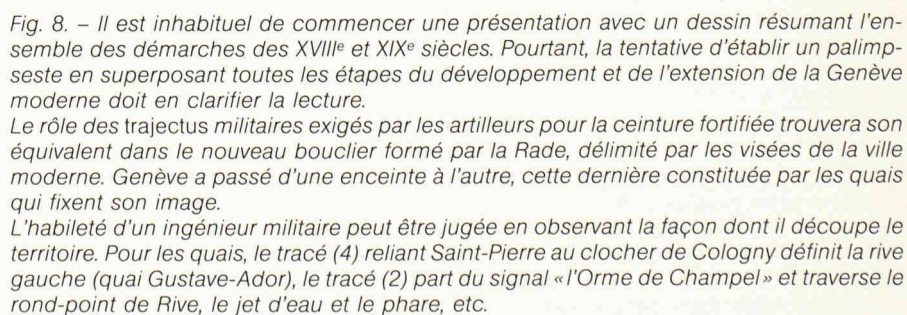 Fig. 8. – Il est inhabituel de commencer une présentation avec un dessin résumant l'en-
semble des démarches des XVIIIe et XIXe siècles. Pourtant, la tentative d'établir un palimp-
seste en superposant toutes les étapes du développement et de l'extension de la Genève
moderne doit en clarifier la lecture.
Le rôle des trajectus militaires exigés par les artilleurs pour la ceinture fortifiée trouvera son
équivalent dans le nouveau bouclier formé par la Rade, délimité par les visées de la ville
moderne. Genève a passé d'une enceinte à l'autre, cette dernière constituée par les quais
qui fixent son image.
L'habileté d'un ingénieur militaire peut être jugée en observant la façon dont il découpe le
territoire. Pour les quais, le tracé (4) reliant Saint-Pierre au clocher de Cologny définit la rive
gauche (quai Gustave-Ador), le tracé (2) part du signal «l'Orme de Champel» et traverse le
rond-point de Rive, le jet d'eau et le phare, etc.